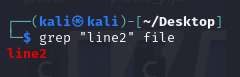 ┌──(kali㉿kali)-[~/Desktop]
└─$ grep "line2" file
line2